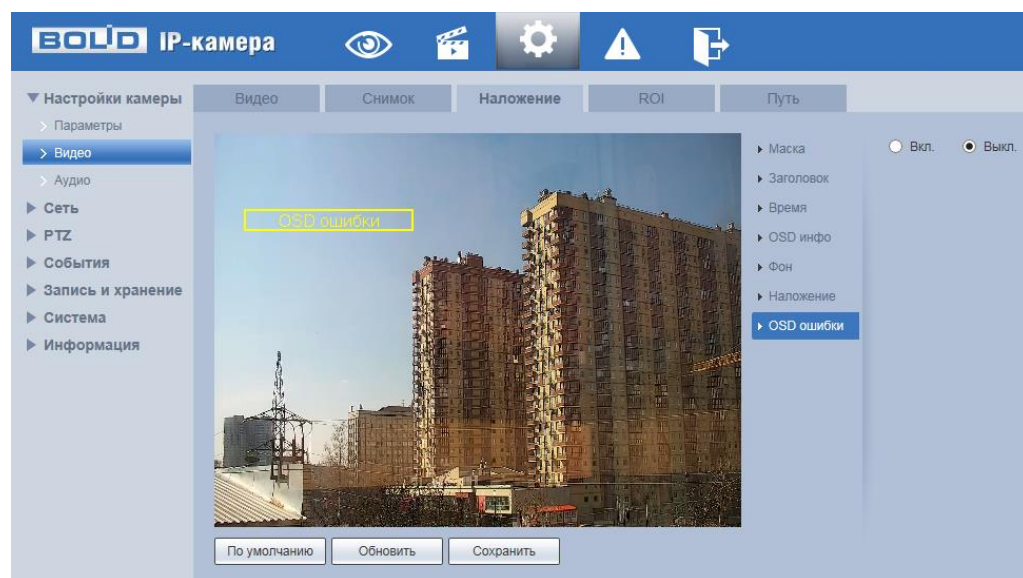 BOLID IP-камера
Настройки камеры
Параметры
Видео
Аудио
Сеть
PTZ
События
Запись и хранение
Система
Информация
Видео Снимок Наложение ROI Путь
OSD ошибки
Маска
Заголовок
Время
OSD инфо
Фон
Наложение
OSD ошибки
Вкл. Выкл.
По умолчанию Обновить Сохранить